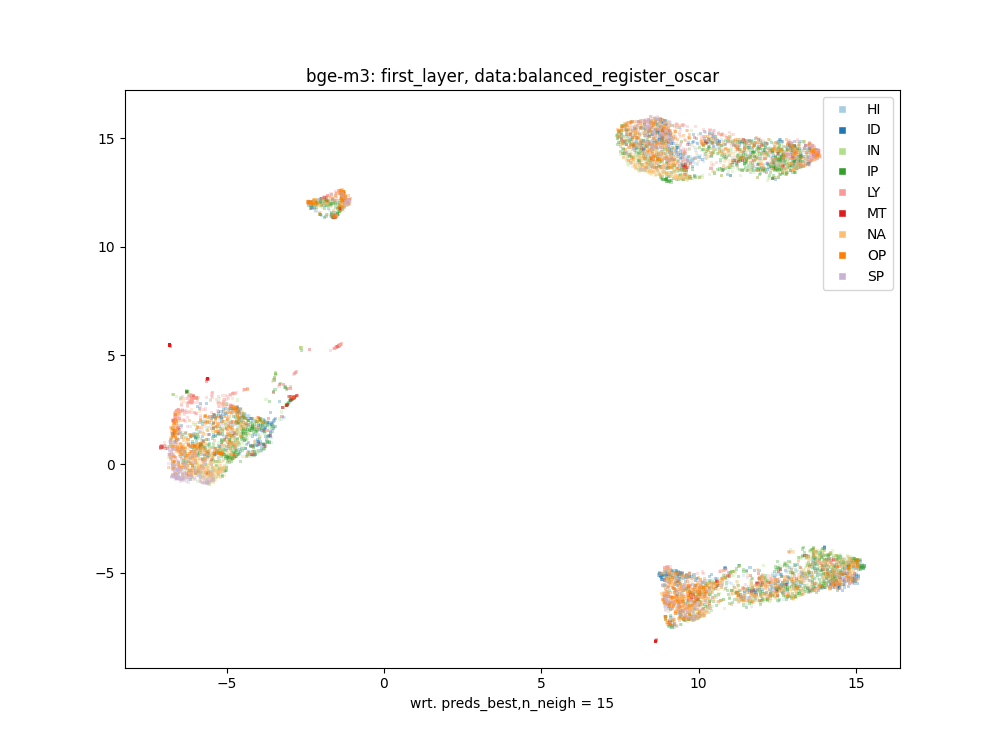 bge-m3: first_layer, data:balanced_register_oscar
HI
ID
IN
IP
LY
MT
NA
OP
SP
15
10
5
0
−5
−5
0
5
10
15
wrt. preds_best,n_neigh = 15